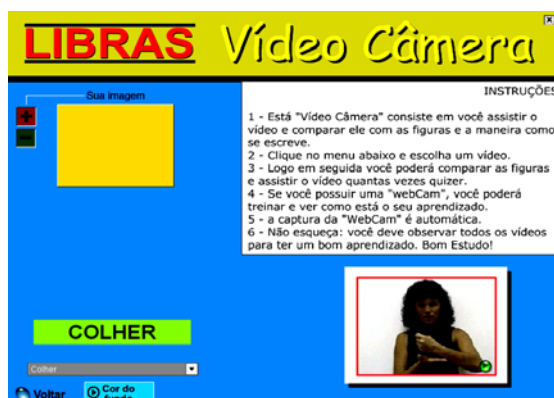 LIBRAS Vídeo Câmera
Sua imagem
INSTRUÇÕES
1 - Está "Vídeo Câmera" consiste em você assistir o
vídeo e comparar ele com as figuras e a maneira como
se escreve.
2 - Clique no menu abaixo e escolha um vídeo.
3 - Logo em seguida você poderá comparar as figuras
e assistir o vídeo quantas vezes quizer.
4 - Se você possuir uma "webCam", você poderá
treinar e ver como está o seu aprendizado.
5 - a captura da "WebCam" é automática.
6 - Não esqueça: você deve observar todos os vídeos
para ter um bom aprendizado. Bom Estudo!
COLHER
Colher
Voltar
Cor do
fundo